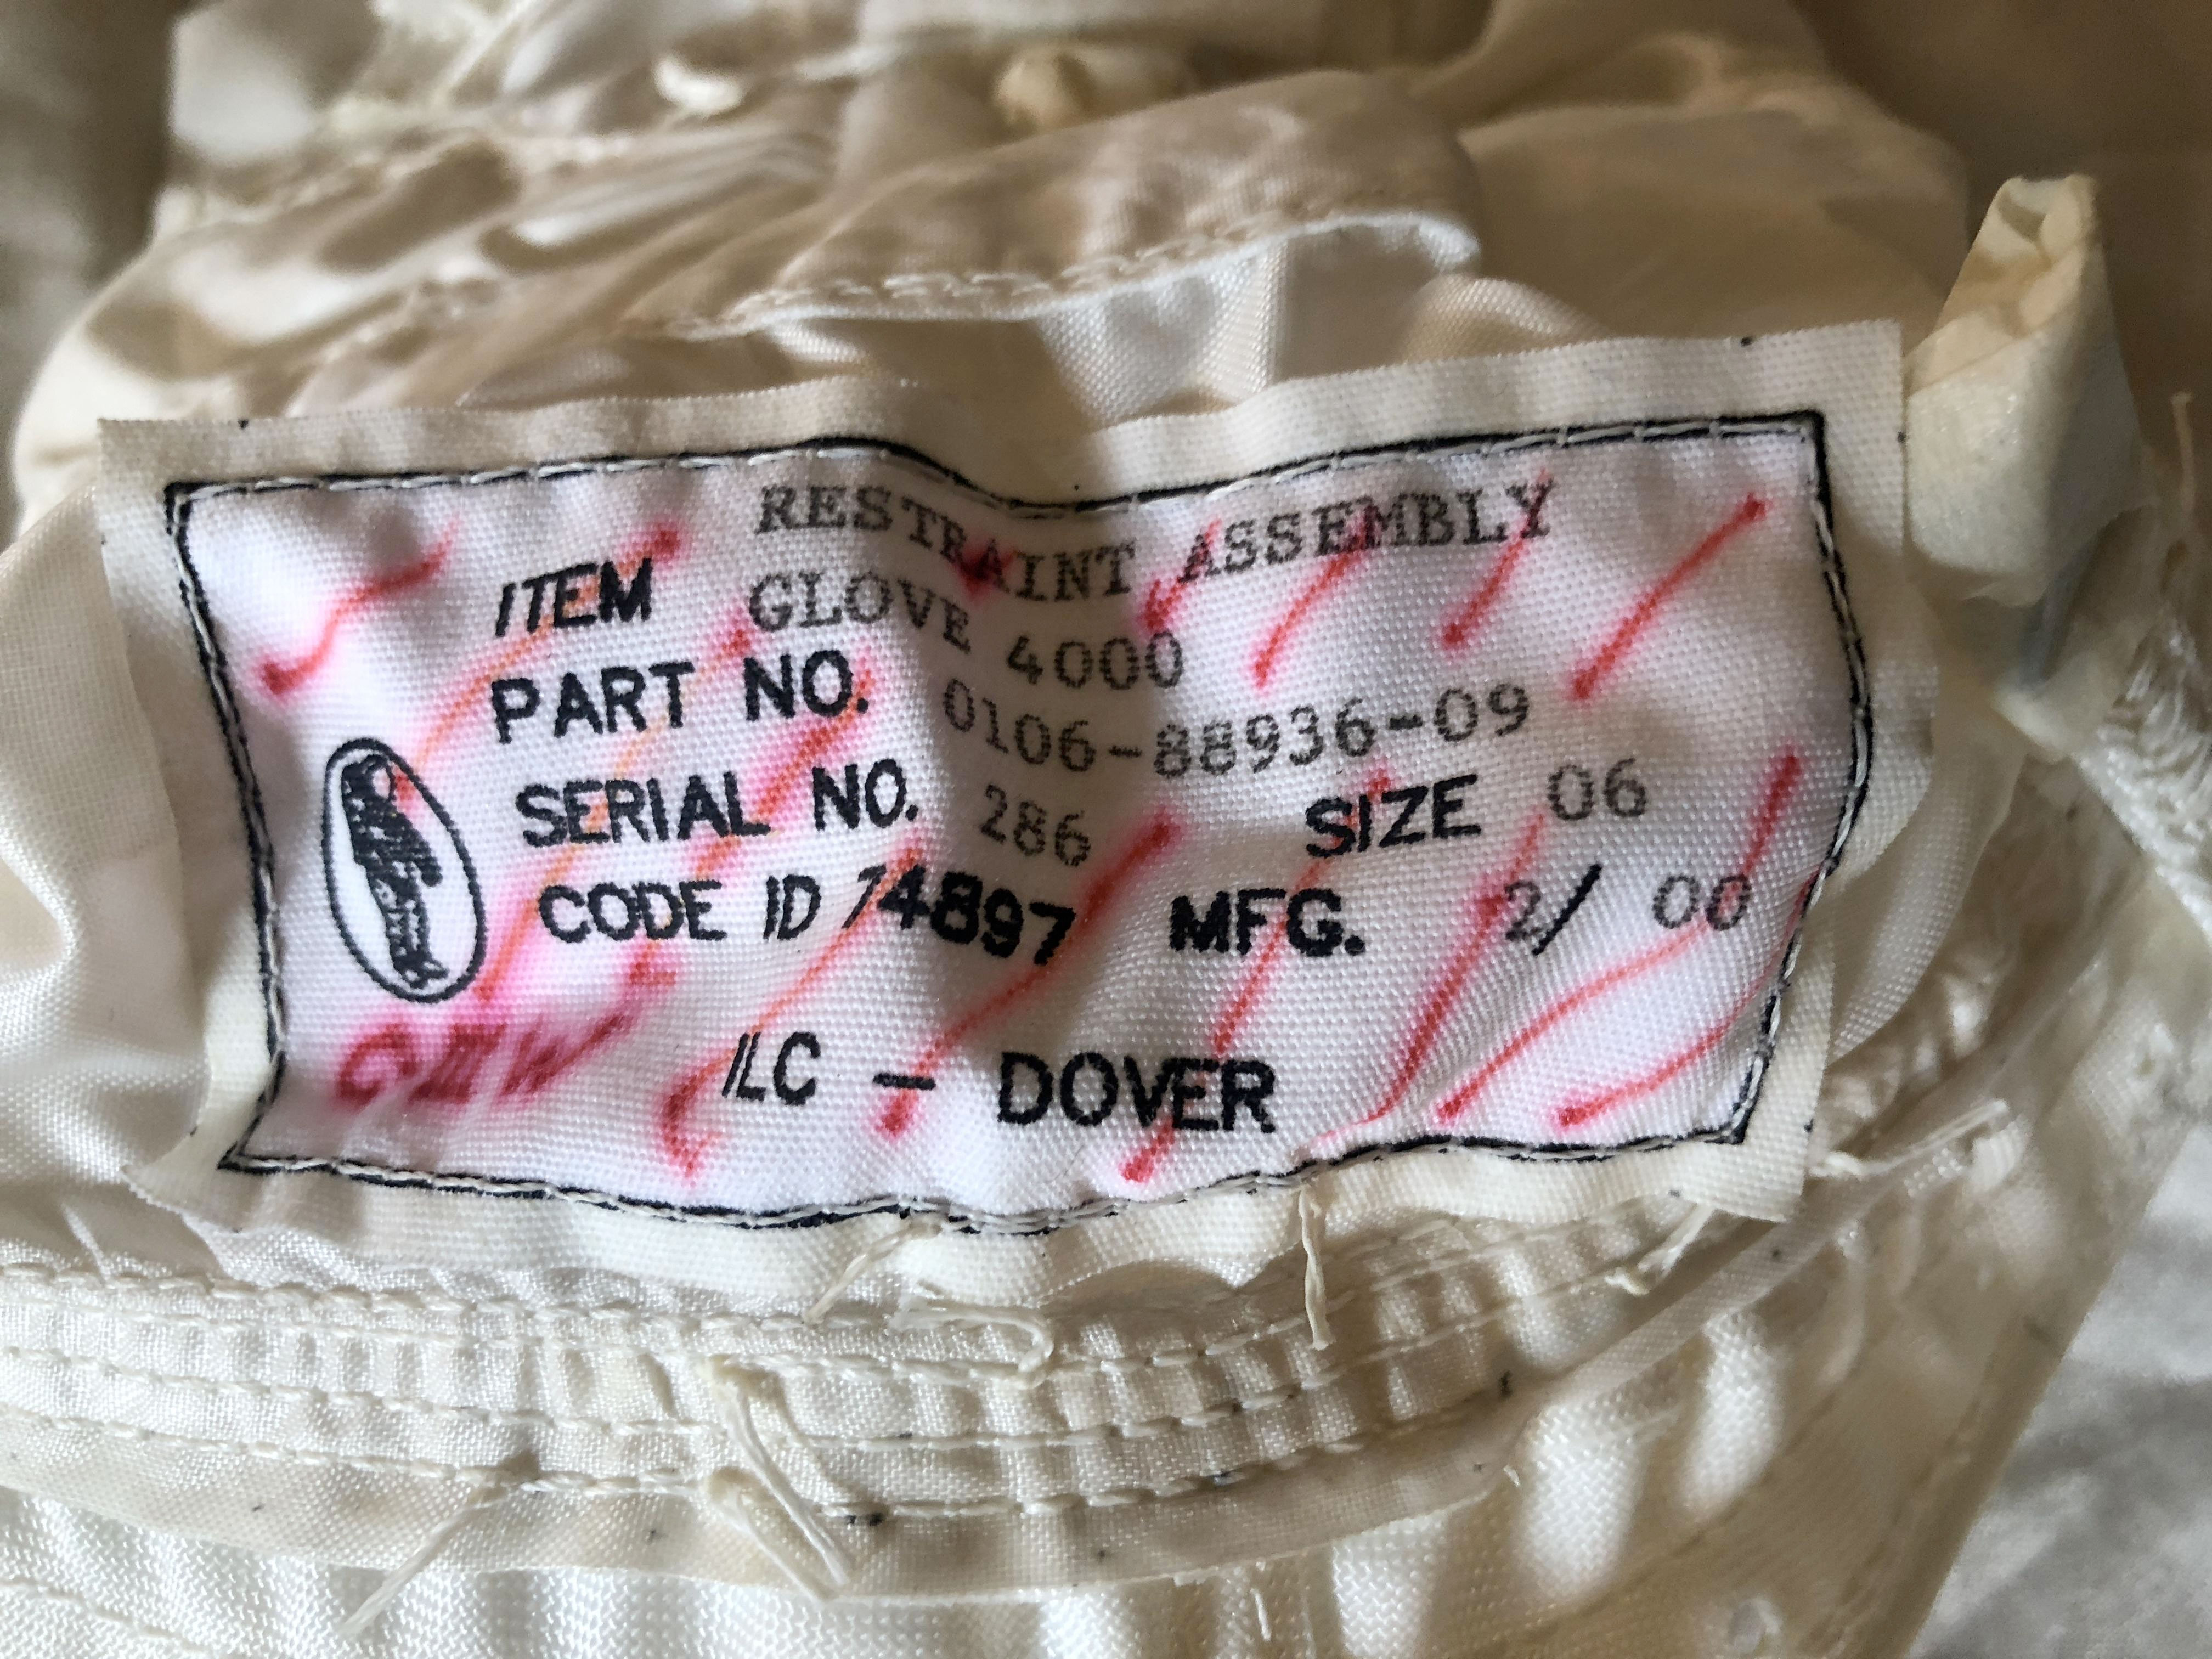 RESTRAINT ASSEMBLY
ITEM GLOVE 4000
PART NO. 0106-88936-09
SERIAL NO. 286 SIZE 06
CODE ID 74897 MFG. 2/ 00
ILC - DOVER